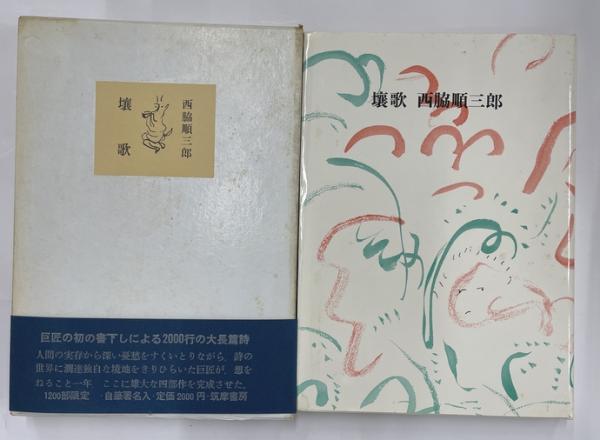 西脇順三郎
壤歌
巨匠の初の書下しによる2000行の大長篇詩
人間の実存から深い憂愁をすくいとりながら、詩の
世界に濶達独自な境地をきりひらいた巨匠が、想を
ねること一年、ここに雄大な四部作を完成させた。
1200部限定・自筆署名入・定価2000円・筑摩書房
壤歌 西脇順三郎